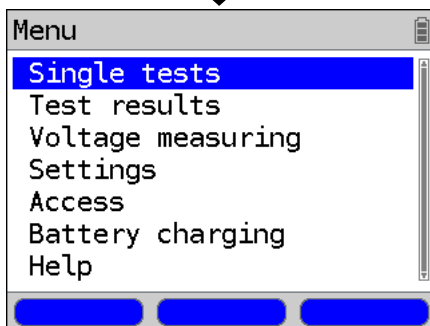 Menu
Single tests
Test results
Voltage measuring
Settings
Access
Battery charging
Help